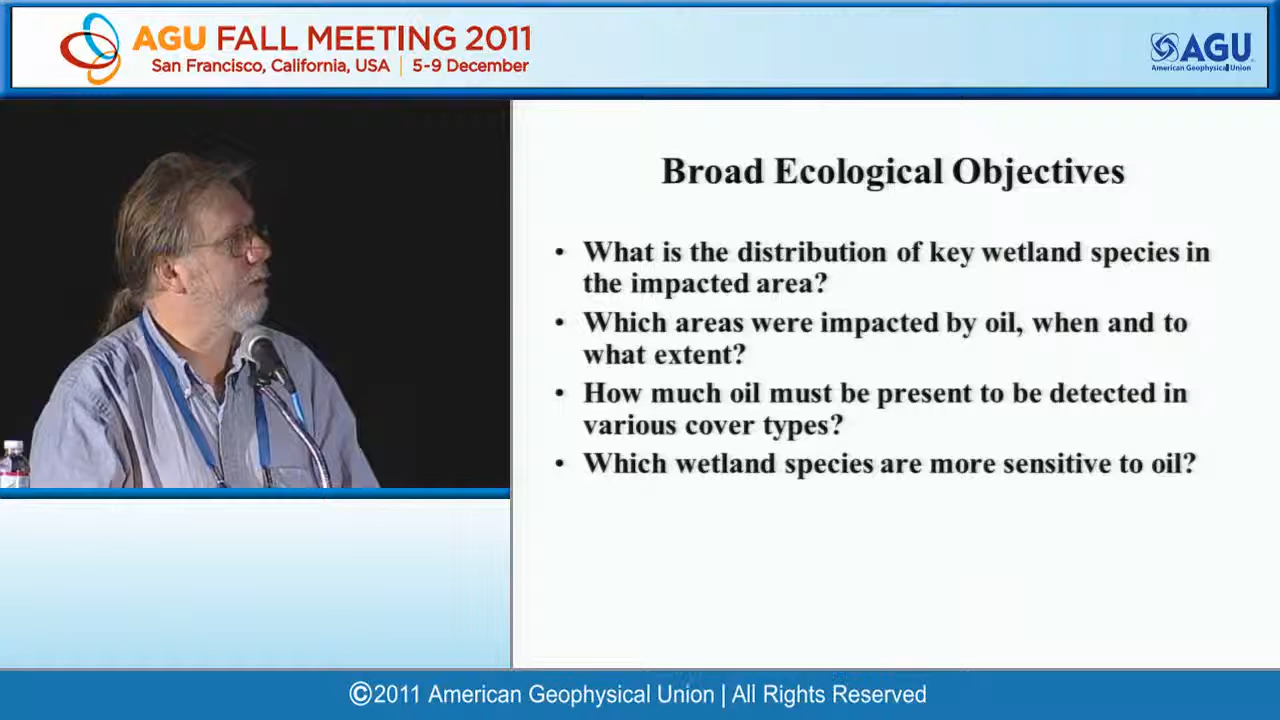 AGU FALL MEETING 2011
San Francisco, California, USA | 5-9 December
AGU
American Geophysical Union
Broad Ecological Objectives
• What is the distribution of key wetland species in
the impacted area?
• Which areas were impacted by oil, when and to
what extent?
• How much oil must be present to be detected in
various cover types?
• Which wetland species are more sensitive to oil?
©2011 American Geophysical Union | All Rights Reserved